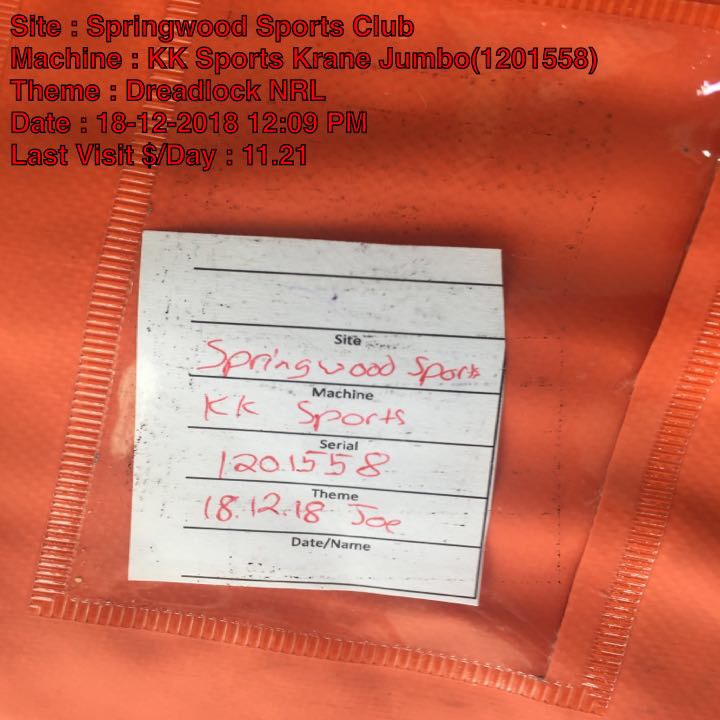 Site : Springwood Sports Club
Machine : KK Sports Krane Jumbo(1201558)
Theme : Dreadlock NRL
Date : 18-12-2018 12:09 PM
Last Visit $/Day : 11.21
Site
Springwood Sports
Machine
KK Sports
Serial
1201558
Theme
18.12.18 Joe
Date/Name